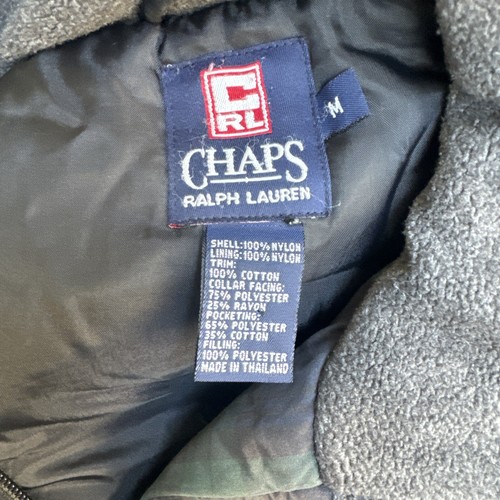 C
RL
CHAPS
RALPH LAUREN
M
SHELL:100% NYLON
LINING:100% NYLON
TRIM:
100% COTTON
COLLAR FACING:
75% POLYESTER
25% RAYON
POCKETING:
65% POLYESTER
35% COTTON
FILLING:
100% POLYESTER
MADE IN THAILAND